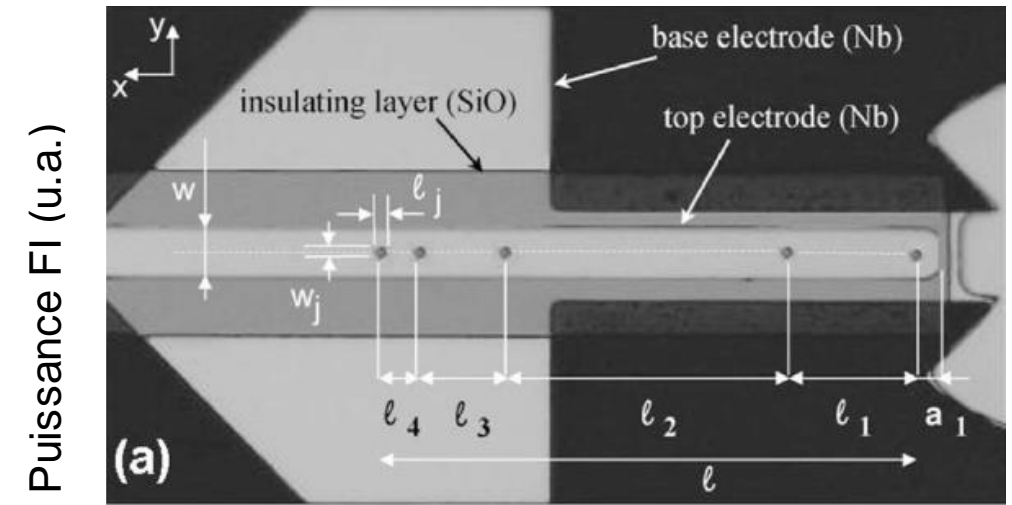 Puissance FI (u.a.)
y
x
base electrode (Nb)
insulating layer (SiO)
top electrode (Nb)
w
ℓ j
w j
ℓ 4
ℓ 3
ℓ 2
ℓ 1
a 1
(a)
ℓ